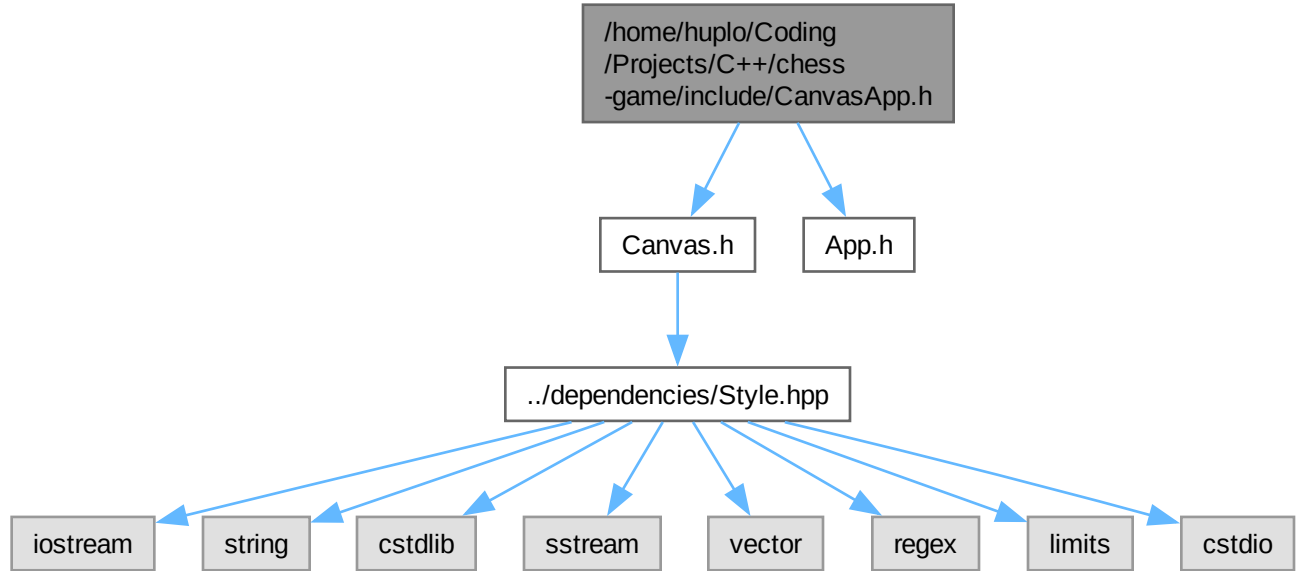 /home/huplo/Coding
/Projects/C++/chess
-game/include/CanvasApp.h
Canvas.h
App.h
../dependencies/Style.hpp
iostream
string
cstdlib
sstream
vector
regex
limits
cstdio